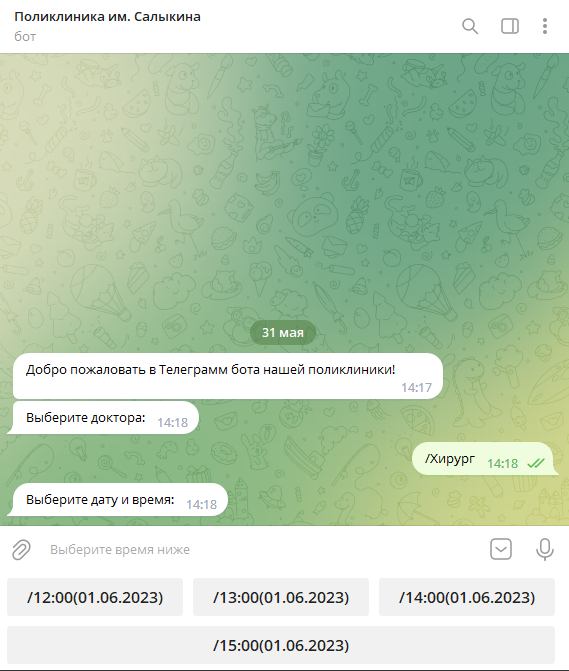 Поликлиника им. Салыкина
бот
31 мая
Добро пожаловать в Телеграмм бота нашей поликлиники!
14:17
Выберите доктора: 14:18
/Хирург 14:18
Выберите дату и время: 14:18
Выберите время ниже
/12:00(01.06.2023) /13:00(01.06.2023) /14:00(01.06.2023)
/15:00(01.06.2023)